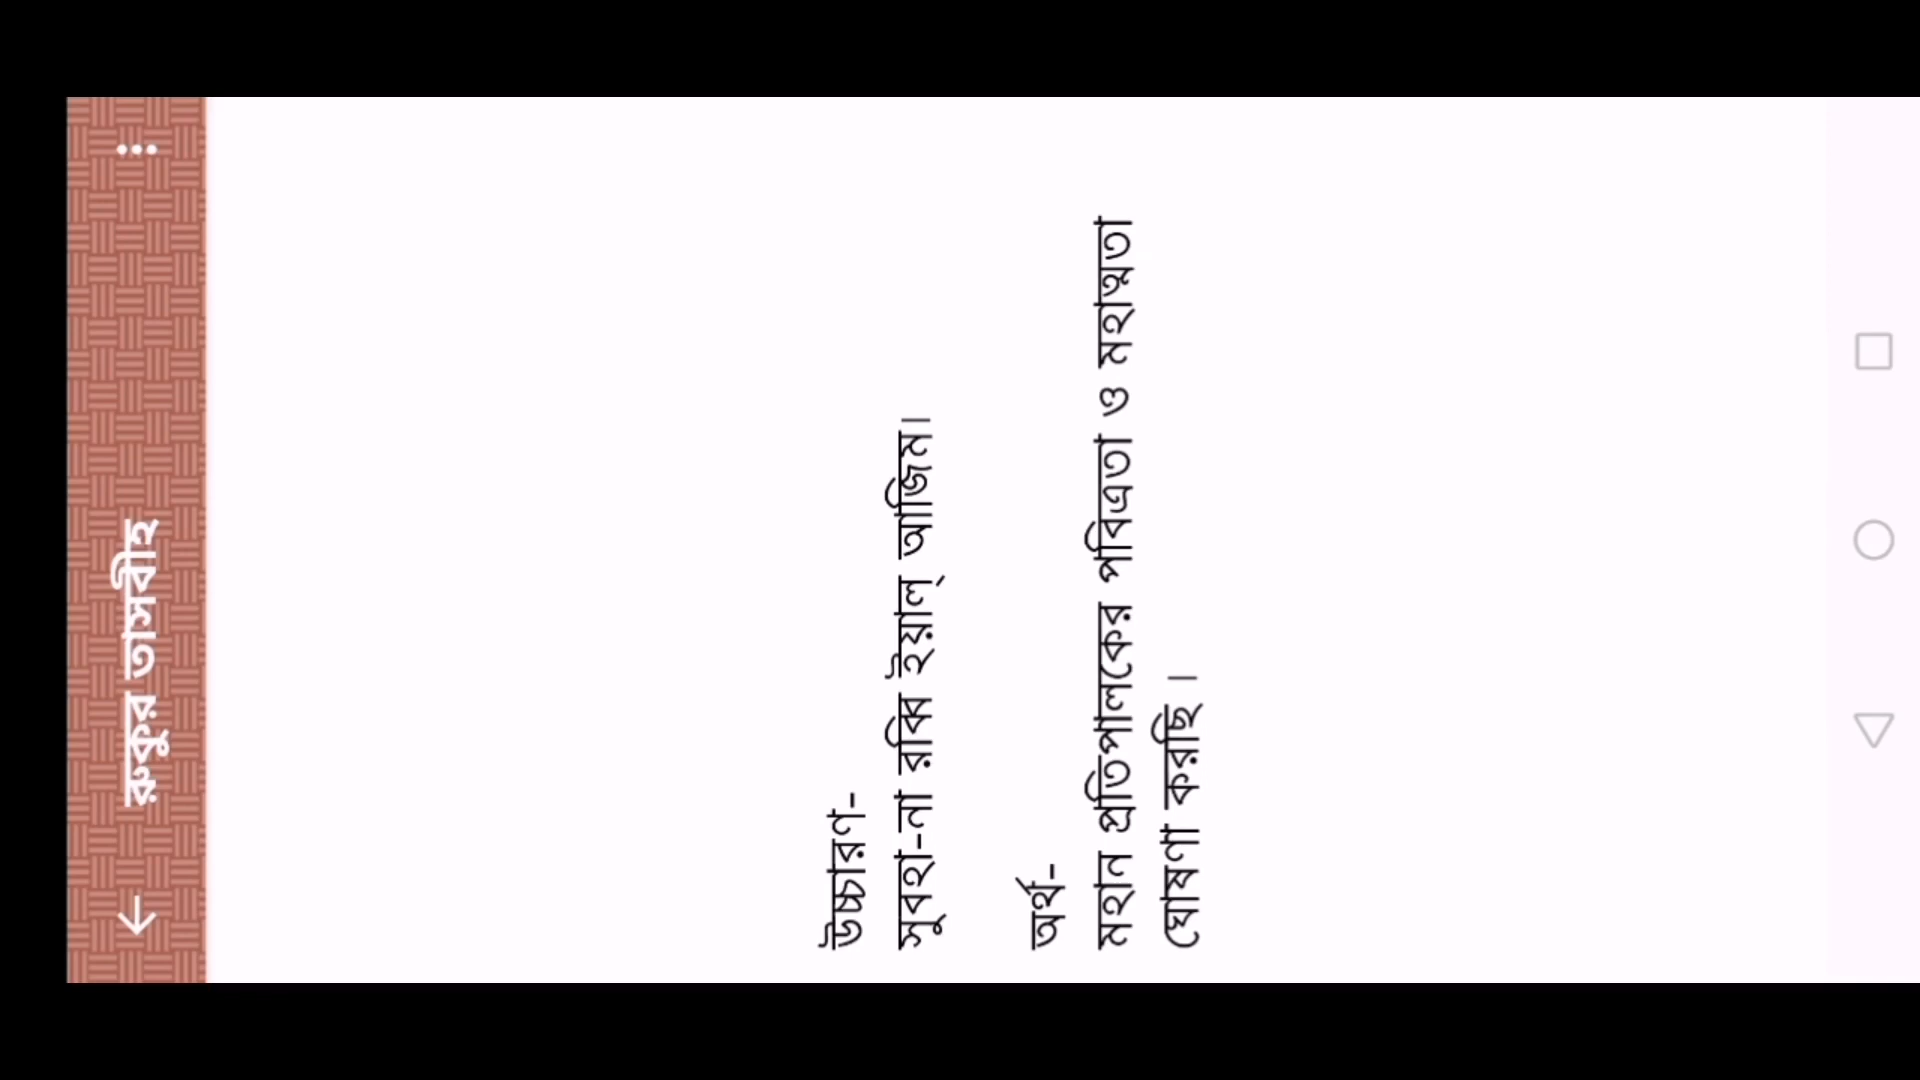 রুকুর তাসবীহ
উচ্চারণ-
সুবহা-না রব্বি ইয়াল্ আজিম।
অর্থ-
মহান প্রতিপালকের পবিত্রতা ও মহাত্মতা
ঘোষণা করছি ।